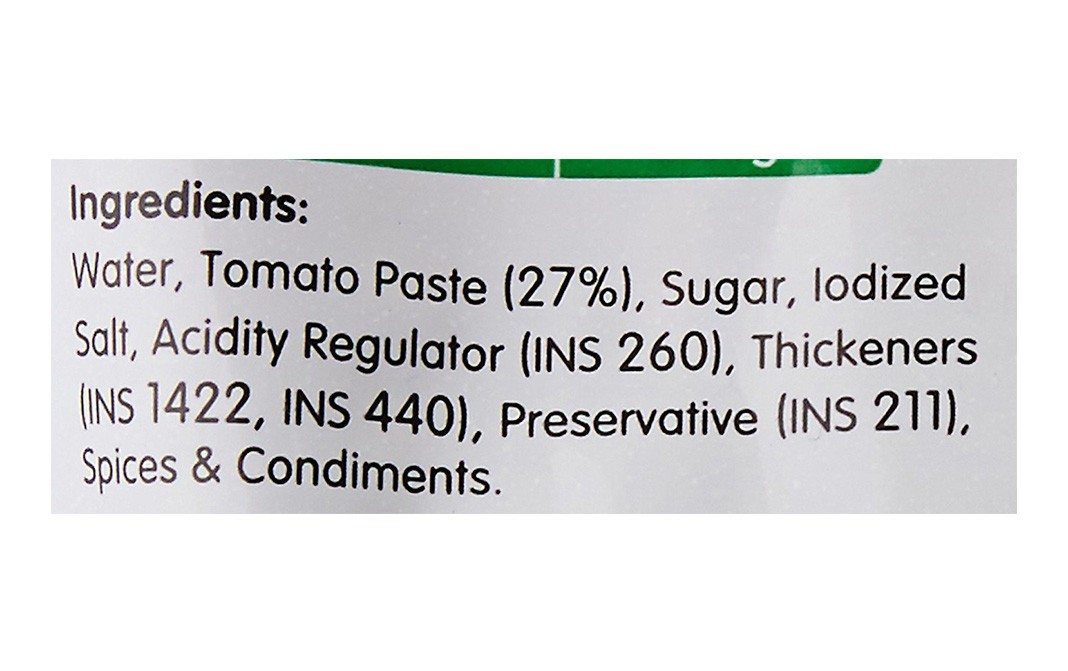 Ingredients:
Water, Tomato Paste (27%), Sugar, Iodized
Salt, Acidity Regulator (INS 260), Thickeners
(INS 1422, INS 440), Preservative (INS 211),
Spices & Condiments.